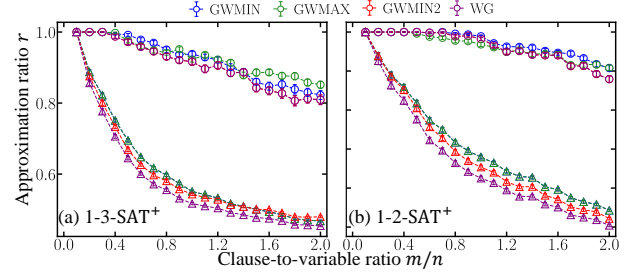 GWMIN GWMAX GWMIN2 WG
Approximation ratio r
1.0
0.8
0.6
(a) 1-3-SAT+
(b) 1-2-SAT+
0.0 0.4 0.8 1.2 1.6 2.0 0.0 0.4 0.8 1.2 1.6 2.0
Clause-to-variable ratio m/n